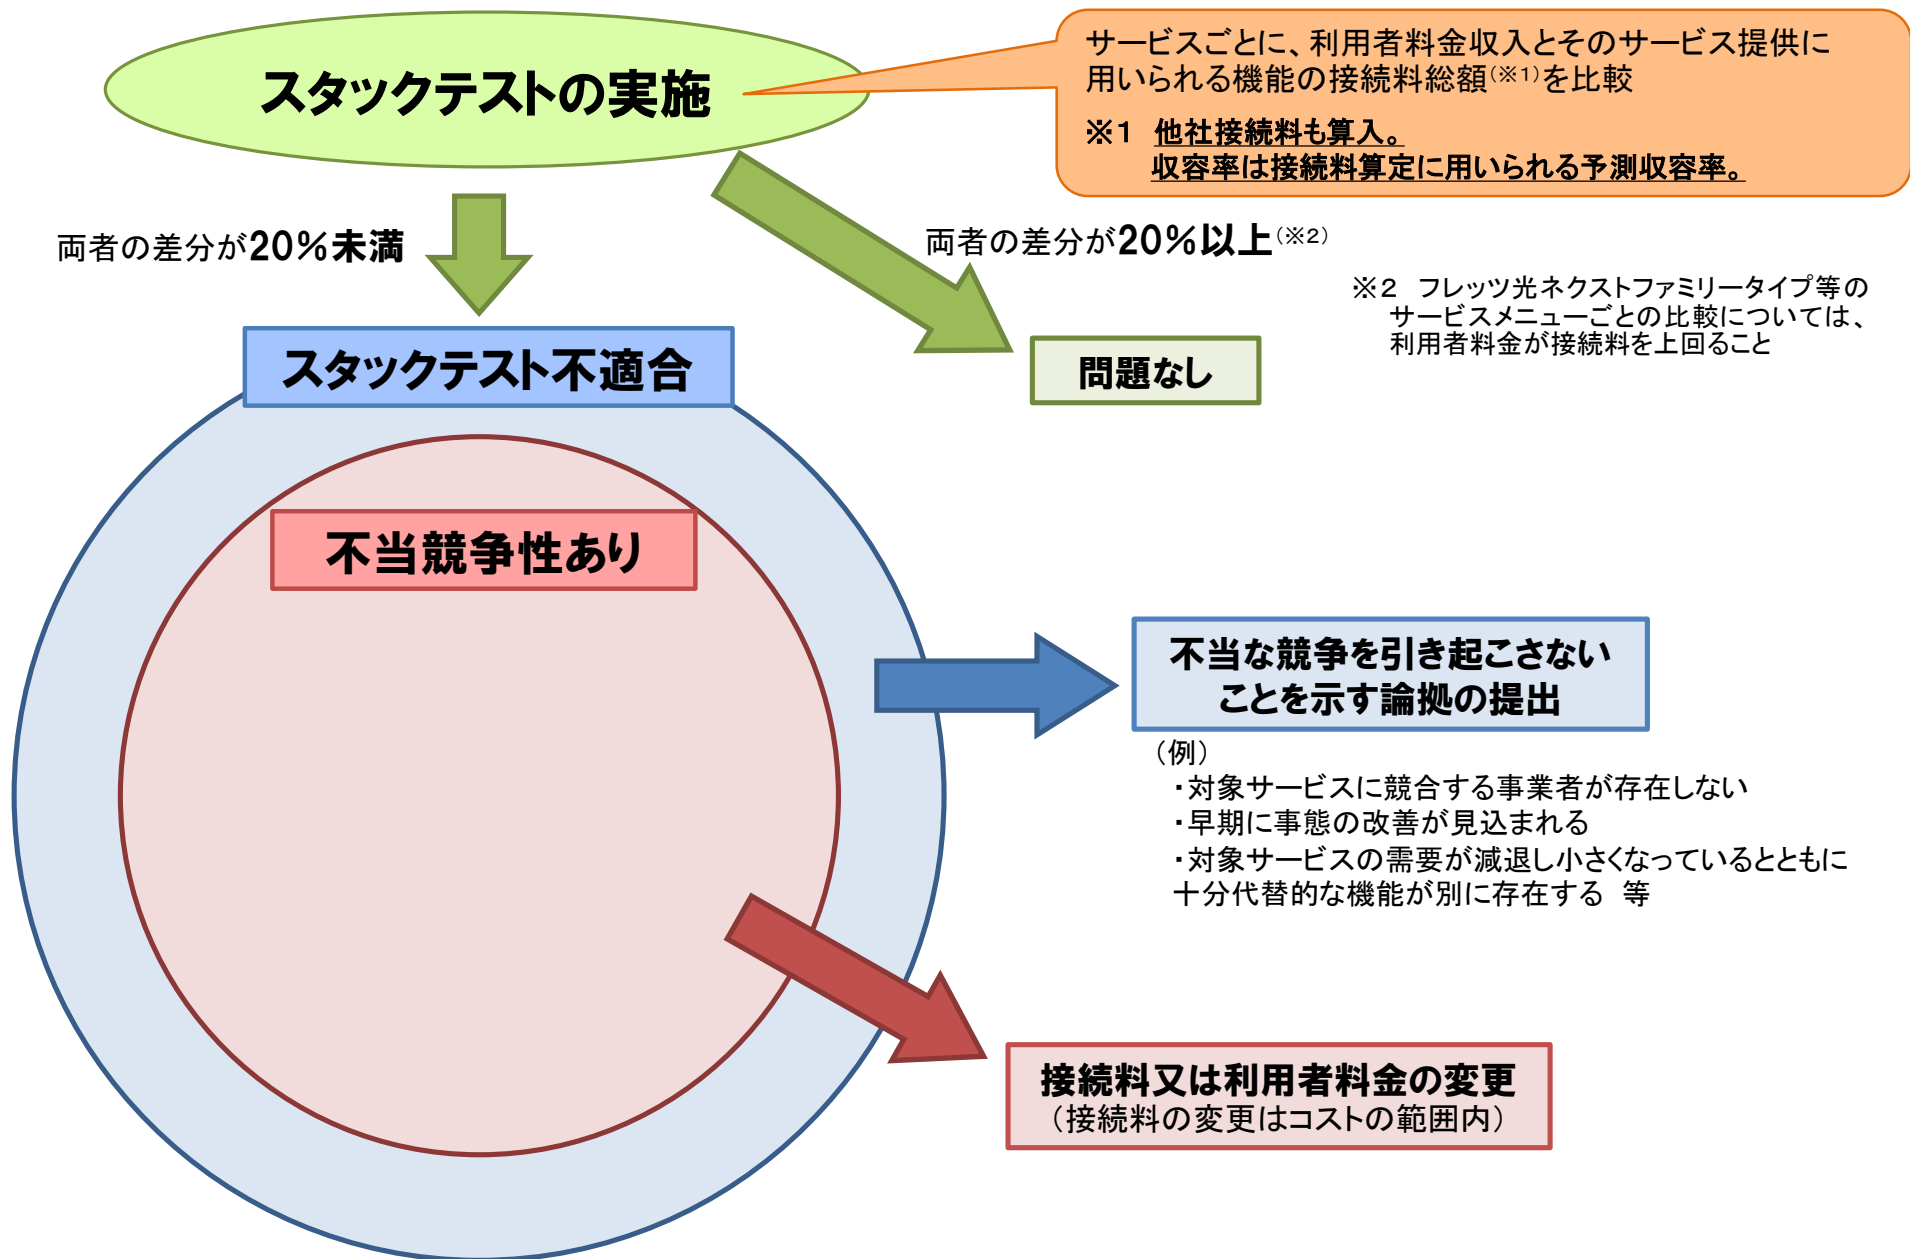 スタックテストの実施
サービスごとに、利用者料金収入とそのサービス提供に
用いられる機能の接続料総額(※1)を比較
※1 他社接続料も算入。
収容率は接続料算定に用いられる予測収容率。
両者の差分が20%未満
両者の差分が20%以上(※2)
※2 フレッツ光ネクストファミリータイプ等の
サービスメニューごとの比較については、
利用者料金が接続料を上回ること
スタックテスト不適合
問題なし
不当競争性あり
不当な競争を引き起こさない
ことを示す論拠の提出
(例)
・対象サービスに競合する事業者が存在しない
・早期に事態の改善が見込まれる
・対象サービスの需要が減退し小さくなっているとともに
十分代替的な機能が別に存在する 等
接続料又は利用者料金の変更
(接続料の変更はコストの範囲内)